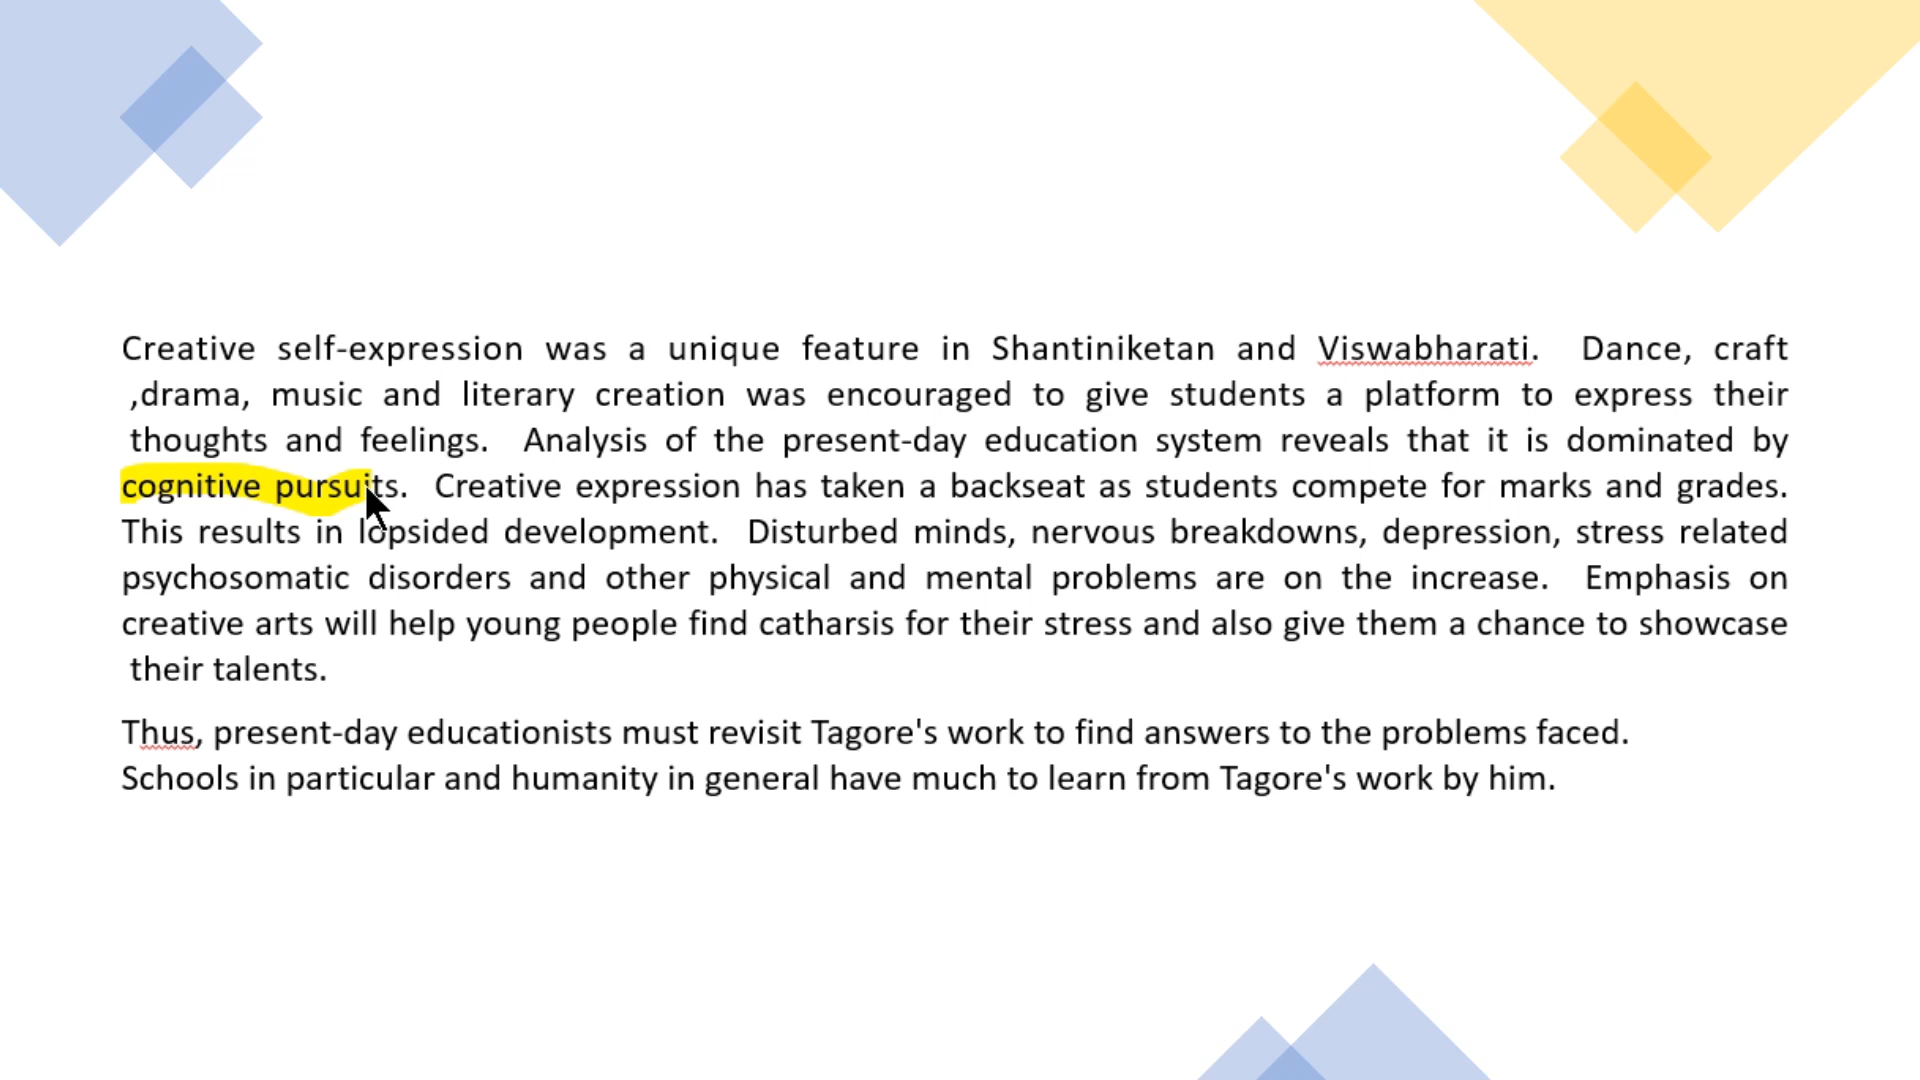 Creative self-expression was a unique feature in Shantiniketan and Viswabharati. Dance, craft
,drama, music and literary creation was encouraged to give students a platform to express their
thoughts and feelings. Analysis of the present-day education system reveals that it is dominated by
cognitive pursuits. Creative expression has taken a backseat as students compete for marks and grades.
This results in lopsided development. Disturbed minds, nervous breakdowns, depression, stress related
psychosomatic disorders and other physical and mental problems are on the increase. Emphasis on
creative arts will help young people find catharsis for their stress and also give them a chance to showcase
their talents.
Thus, present-day educationists must revisit Tagore's work to find answers to the problems faced.
Schools in particular and humanity in general have much to learn from Tagore's work by him.